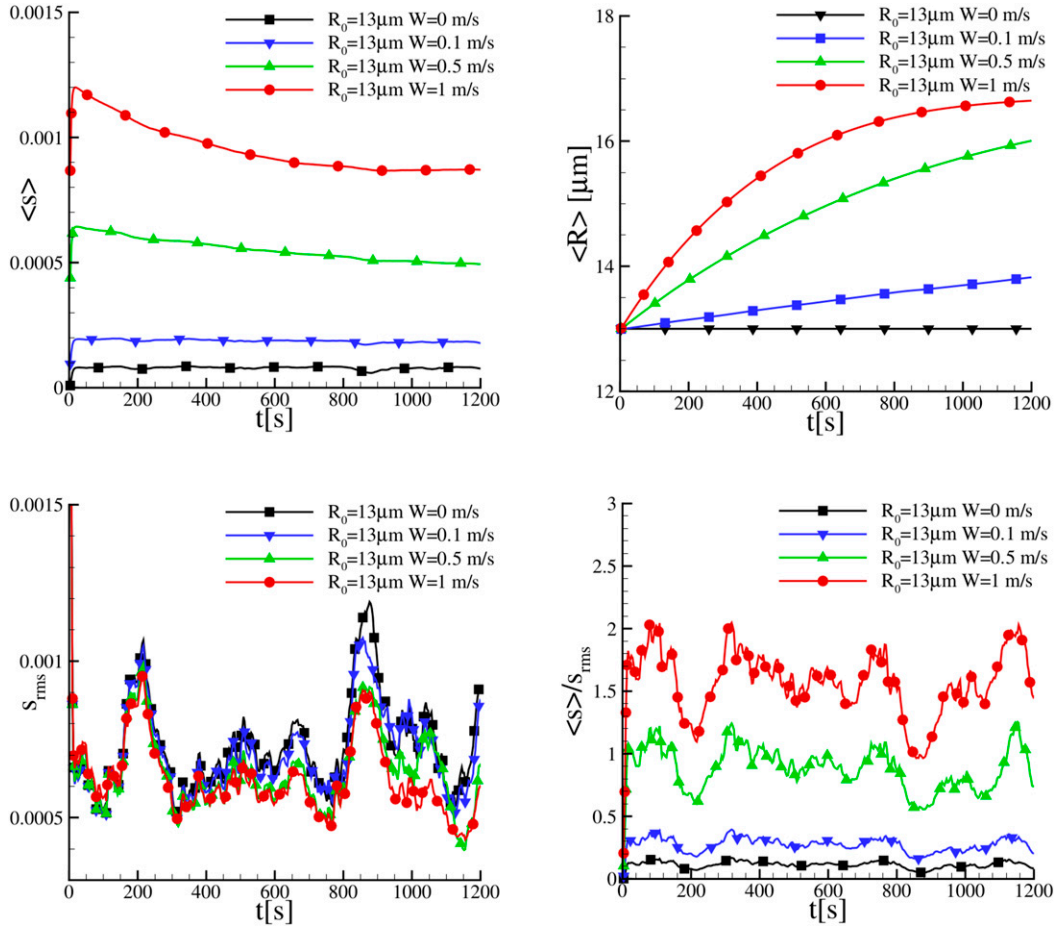 0.0015
R₀=13μm W=0 m/s
R₀=13μm W=0.1 m/s
R₀=13μm W=0.5 m/s
R₀=13μm W=1 m/s
0.001
<s>
0.0005
0
0 200 400 600 800 1000 1200
t[s]
18
R₀=13μm W=0 m/s
R₀=13μm W=0.1 m/s
R₀=13μm W=0.5 m/s
R₀=13μm W=1 m/s
16
<R> [μm]
14
12
0 200 400 600 800 1000 1200
t[s]
0.0015
R₀=13μm W=0 m/s
R₀=13μm W=0.1 m/s
R₀=13μm W=0.5 m/s
R₀=13μm W=1 m/s
0.001
s_rms
0.0005
0 200 400 600 800 1000 1200
t[s]
3
R₀=13μm W=0 m/s
R₀=13μm W=0.1 m/s
R₀=13μm W=0.5 m/s
R₀=13μm W=1 m/s
2.5
2
<s>/s_rms
1.5
1
0.5
0
0 200 400 600 800 1000 1200
t[s]